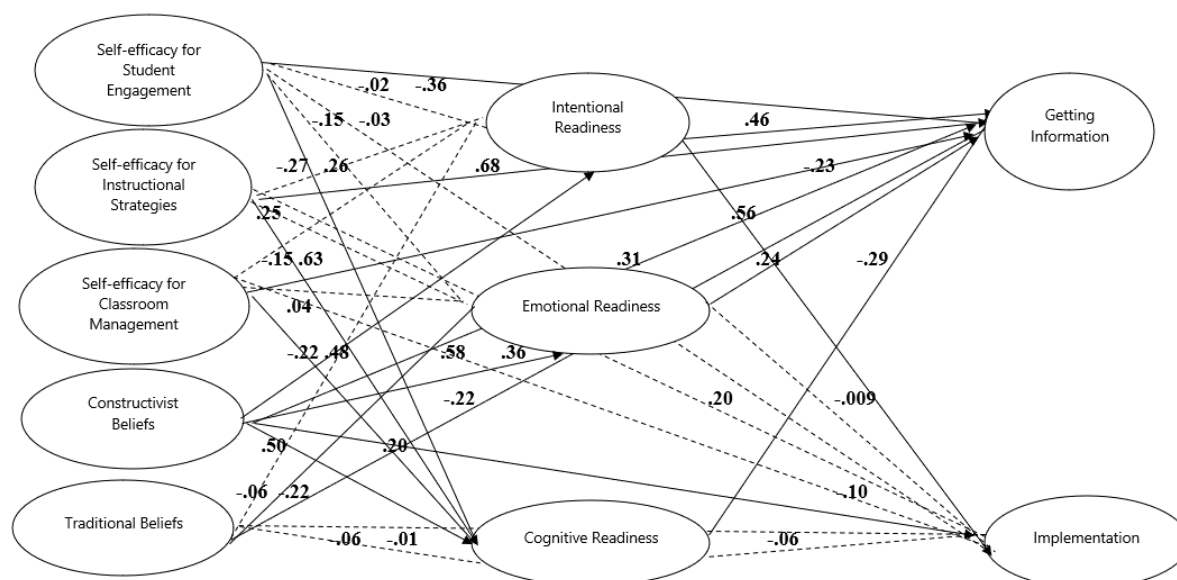 Self-efficacy for
Student
Engagement
-.02 -.36
Intentional
Readiness
.46
Getting
Information
-.15 -.03
Self-efficacy for
Instructional
Strategies
-.27 .26
.68
-.23
.25
.56
-.15 .63
.31
.24
-.29
Self-efficacy for
Classroom
Management
.04
Emotional Readiness
-.22 .48
.58
.36
Constructivist
Beliefs
-.22
.20
-.009
.50
.20
-.06 -.22
-.10
Traditional Beliefs
-.06 -.01
Cognitive Readiness
-.06
Implementation